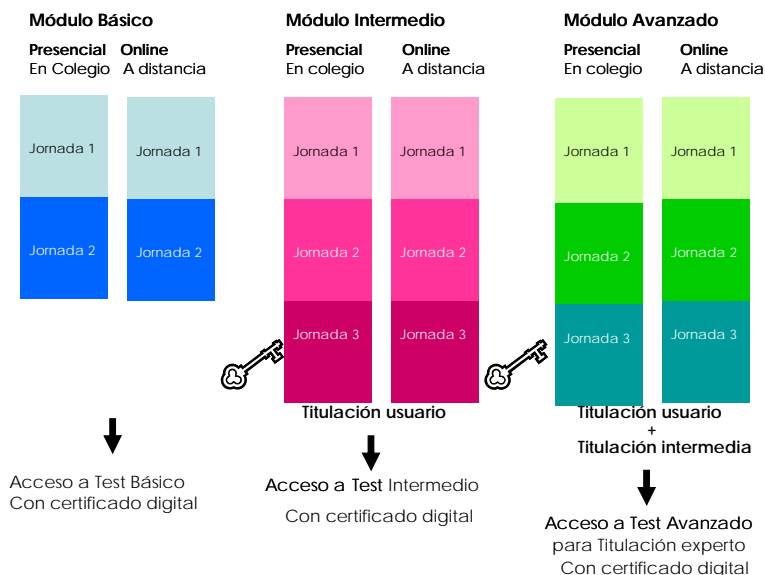 Módulo Básico
Presencial Online
En Colegio A distancia
Jornada 1 Jornada 1
Jornada 2 Jornada 2
Acceso a Test Básico
Con certificado digital
Módulo Intermedio
Presencial Online
En colegio A distancia
Jornada 1 Jornada 1
Jornada 2 Jornada 2
Jornada 3 Jornada 3
Titulación usuario
Acceso a Test Intermedio
Con certificado digital
Módulo Avanzado
Presencial Online
En colegio A distancia
Jornada 1 Jornada 1
Jornada 2 Jornada 2
Jornada 3 Jornada 3
Titulación usuario
+
Titulación intermedia
Acceso a Test Avanzado
para Titulación experto
Con certificado digital